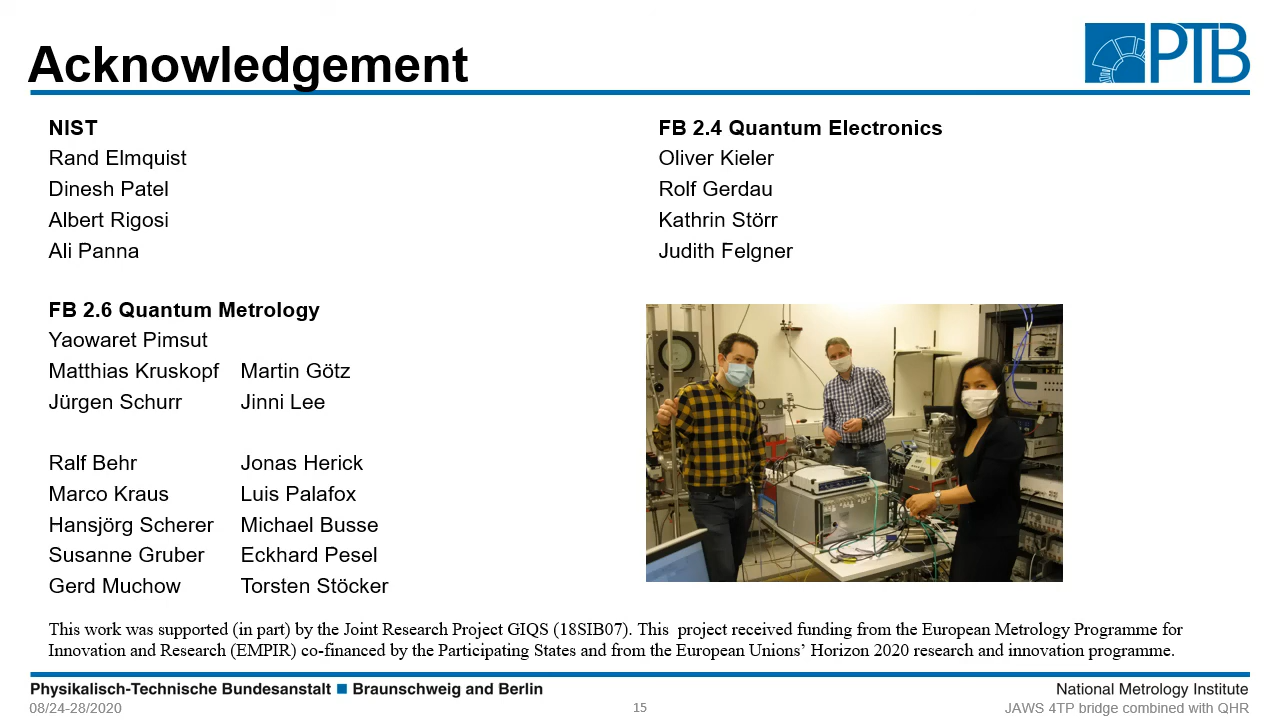 Acknowledgement
PTB
NIST
Rand Elmquist
Dinesh Patel
Albert Rigosi
Ali Panna
FB 2.4 Quantum Electronics
Oliver Kieler
Rolf Gerdau
Kathrin Störr
Judith Felgner
FB 2.6 Quantum Metrology
Yaowaret Pimsut
Matthias Kruskopf Martin Götz
Jürgen Schurr Jinni Lee
Ralf Behr Jonas Herick
Marco Kraus Luis Palafox
Hansjörg Scherer Michael Busse
Susanne Gruber Eckhard Pesel
Gerd Muchow Torsten Stöcker
This work was supported (in part) by the Joint Research Project GIQS (18SIB07). This project received funding from the European Metrology Programme for
Innovation and Research (EMPIR) co-financed by the Participating States and from the European Unions’ Horizon 2020 research and innovation programme.
Physikalisch-Technische Bundesanstalt ■ Braunschweig and Berlin
National Metrology Institute
08/24-28/2020
15
JAWS 4TP bridge combined with QHR